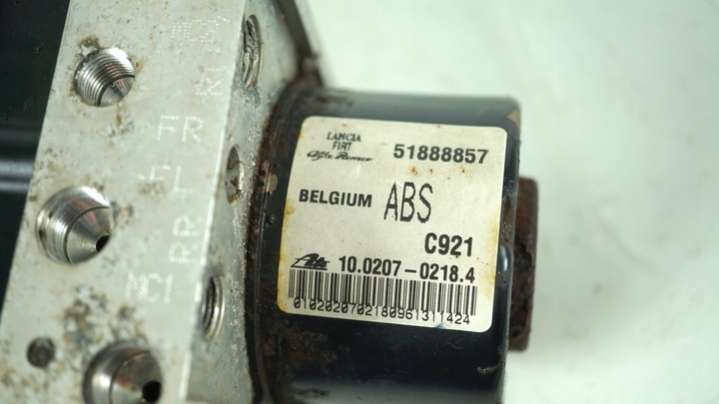 LANCIA
FIAT
Alfa Romeo
51888857
BELGIUM ABS
C921
Ate 10.0207-0218.4
0102020702180961311424
FR
FL
RR
MC1